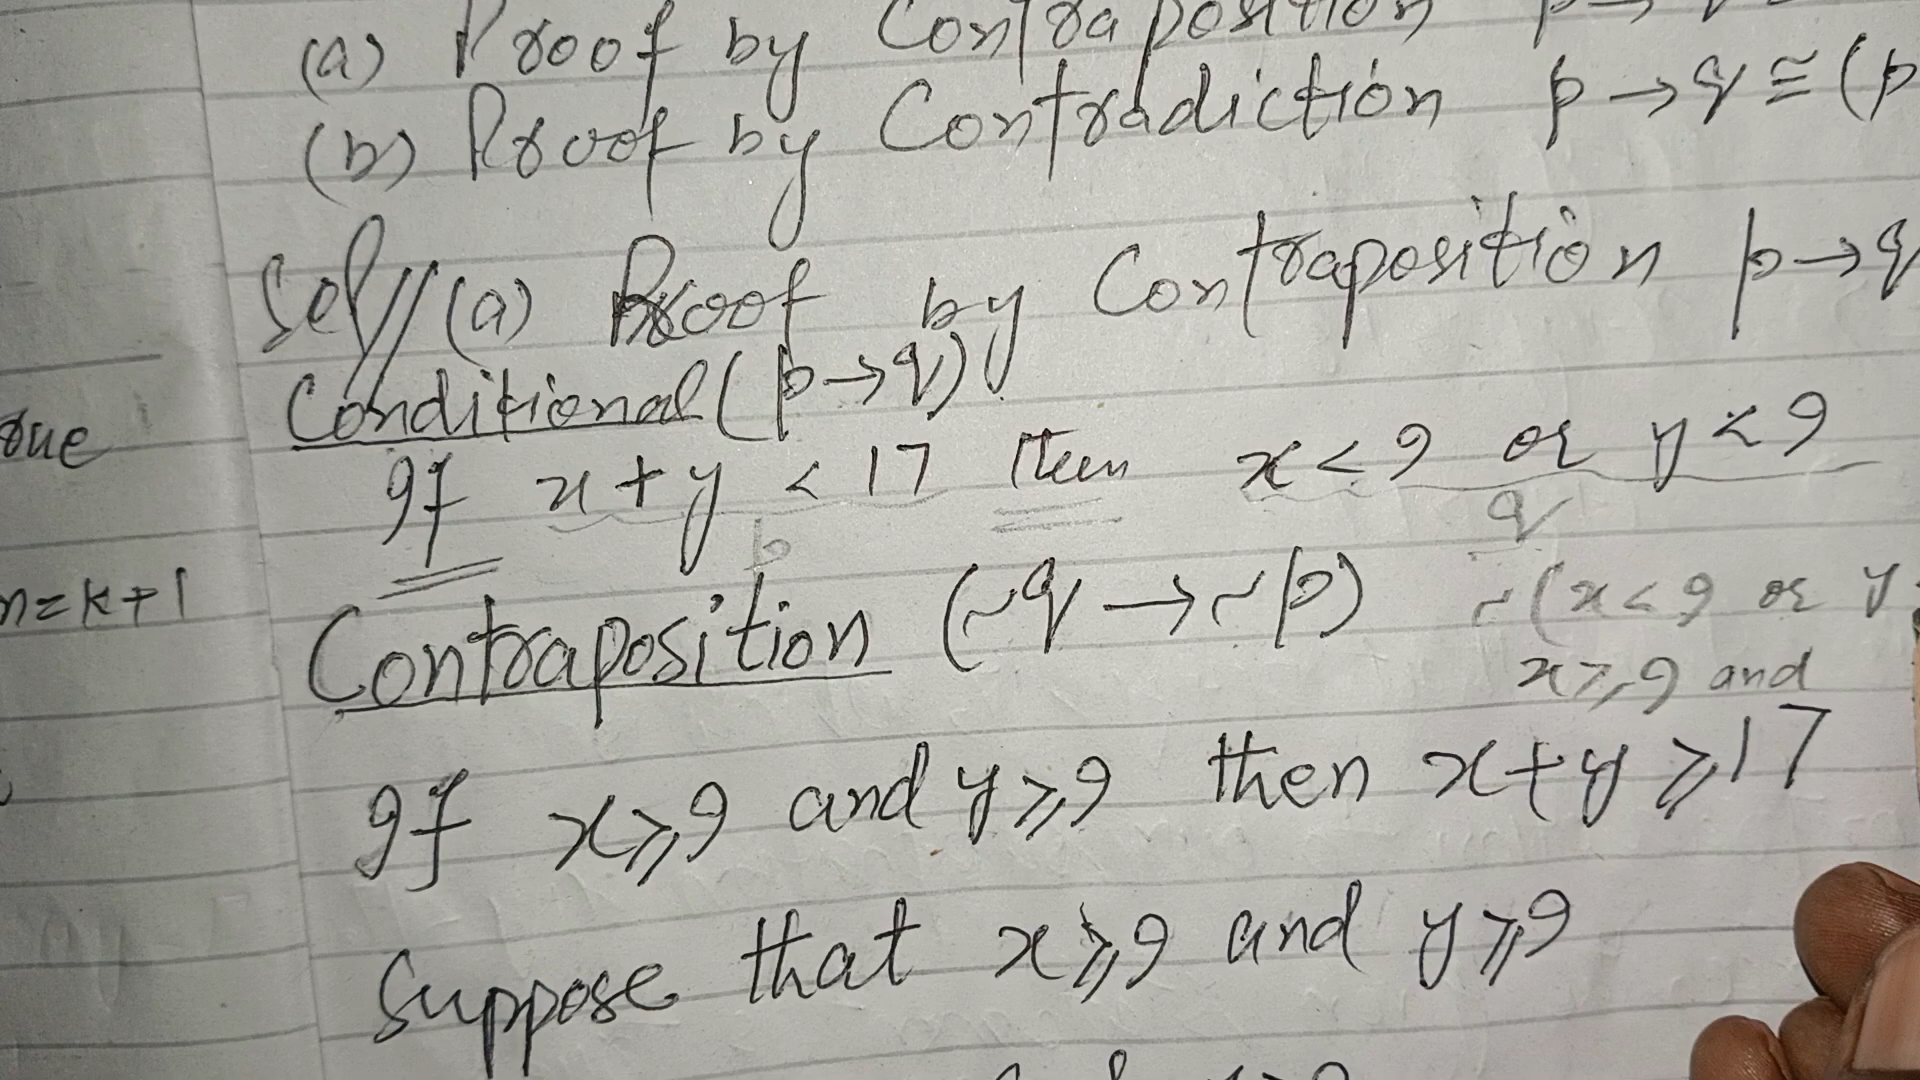 (a) Proof by Contraposition p→
(b) Proof by Contradiction p→q ≅ (p
Sol// (a) Proof by Contraposition p→q
Conditional (p→q)
If x+y < 17 then x<9 or y<9
p q
Contraposition (~q → ~p) ~(x<9 or y
x≥9 and
If x≥9 and y≥9 then x+y ≥17
Suppose that x≥9 and y≥9
rue
n=k+1